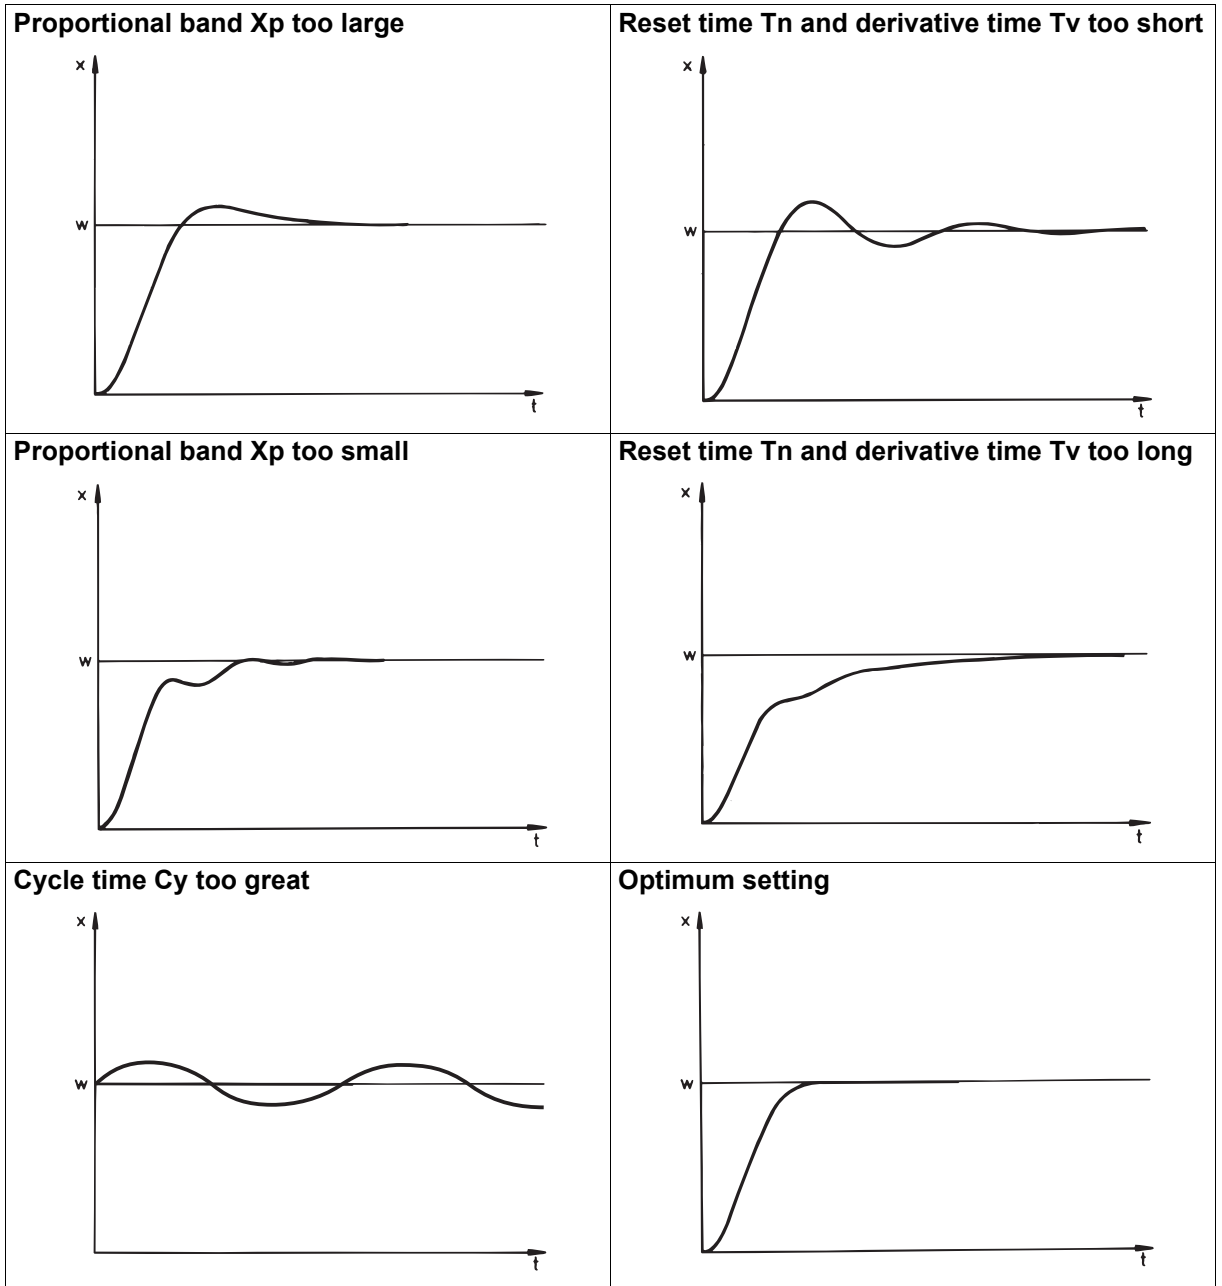 Proportional band Xp too large
x
w
t
Reset time Tn and derivative time Tv too short
x
w
t
Proportional band Xp too small
x
w
t
Reset time Tn and derivative time Tv too long
x
w
t
Cycle time Cy too great
x
w
t
Optimum setting
x
w
t